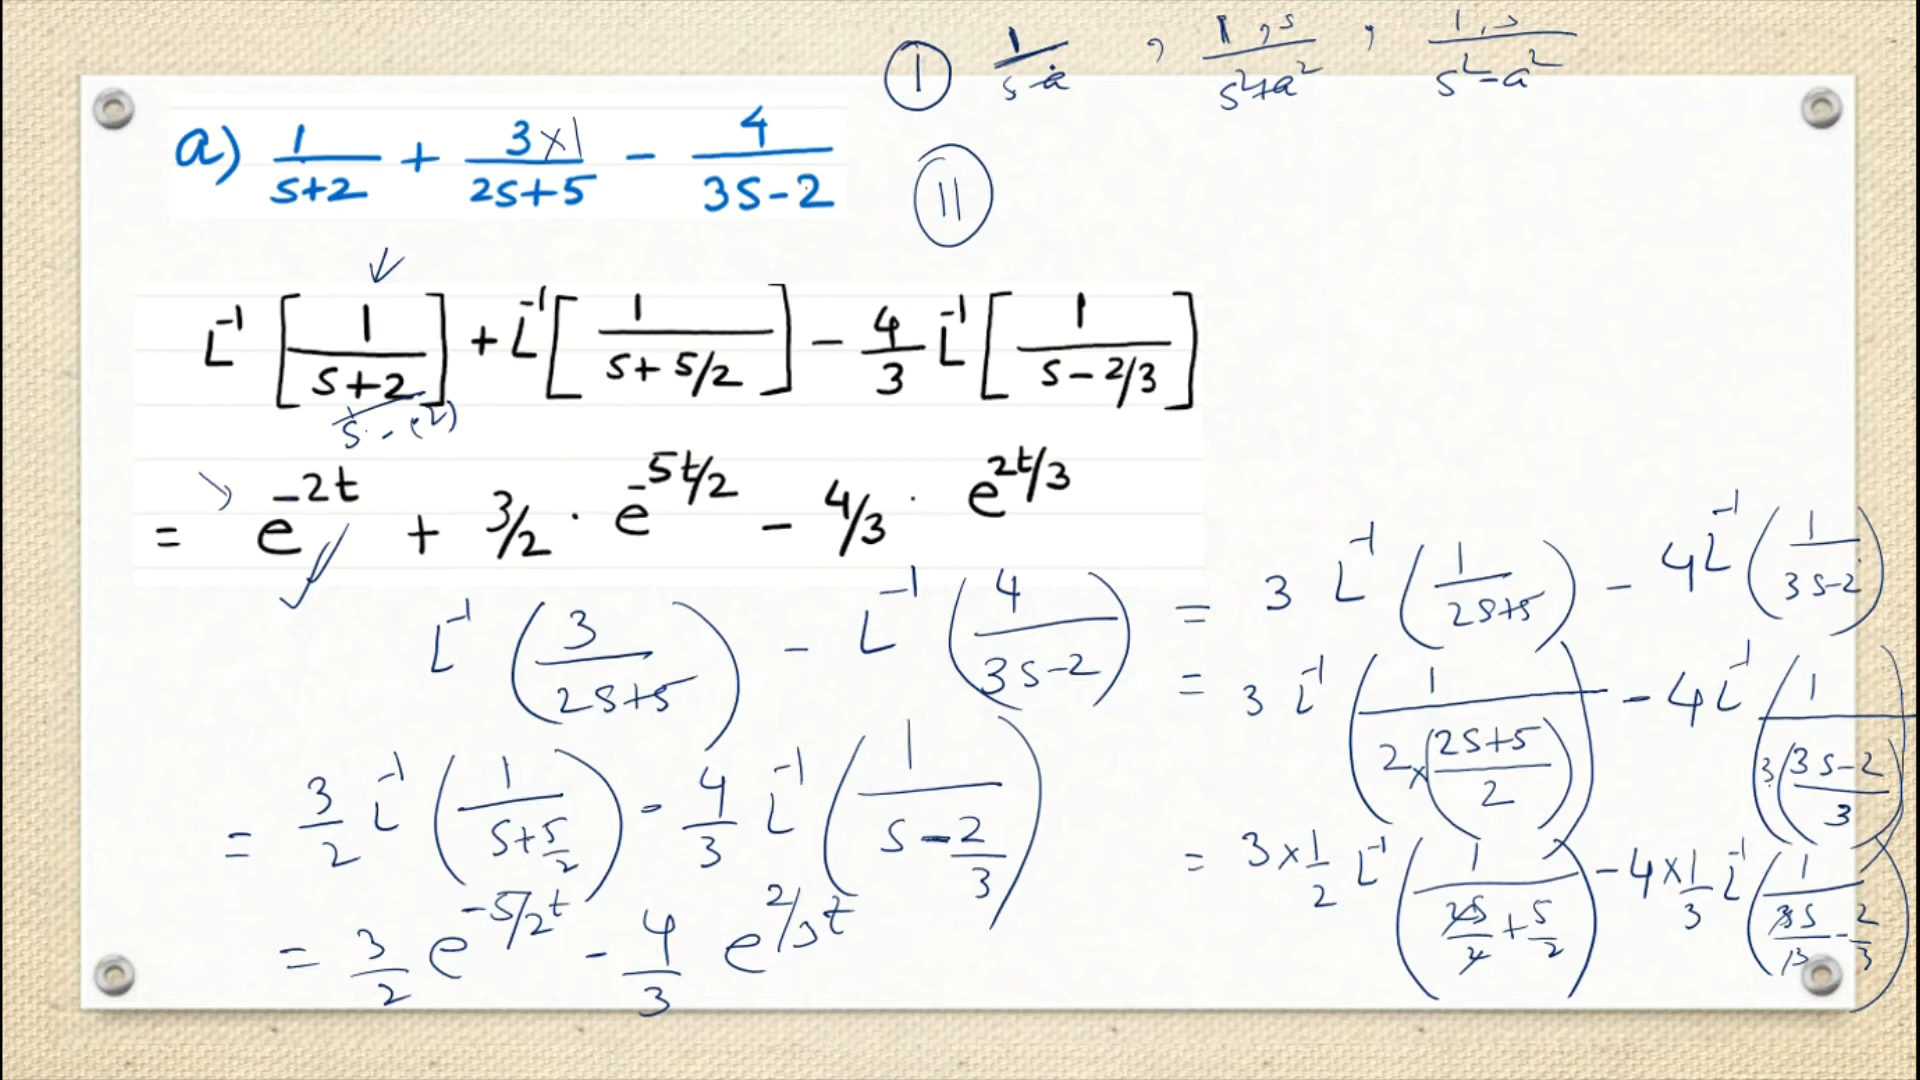 ① 1/(s-a) , 1,s/(s²+a²) , 1,s/(s²-a²)
a) 1/(s+2) + 3×1/(2s+5) - 4/(3s-2)
②
L⁻¹[1/(s+2)] + L⁻¹[1/(s+5/2)] - 4/3 L⁻¹[1/(s-2/3)]
s-(2)
= e^(-2t) + 3/2 · e^(-5t/2) - 4/3 · e^(2t/3)
L⁻¹(3/(2s+5)) - L⁻¹(4/(3s-2)) = 3 L⁻¹(1/(2s+5)) - 4L⁻¹(1/(3s-2))
= 3 L⁻¹(1/(2×((2s+5)/2))) - 4L⁻¹(1/(3((3s-2)/3)))
= 3×1/2 L⁻¹(1/(2s/2+5/2)) - 4×1/3 L⁻¹(1/(3s/3-2/3))
= 3/2 L⁻¹(1/(s+5/2)) - 4/3 L⁻¹(1/(s-2/3))
= 3/2 e^(-5/2t) - 4/3 e^(2/3t)